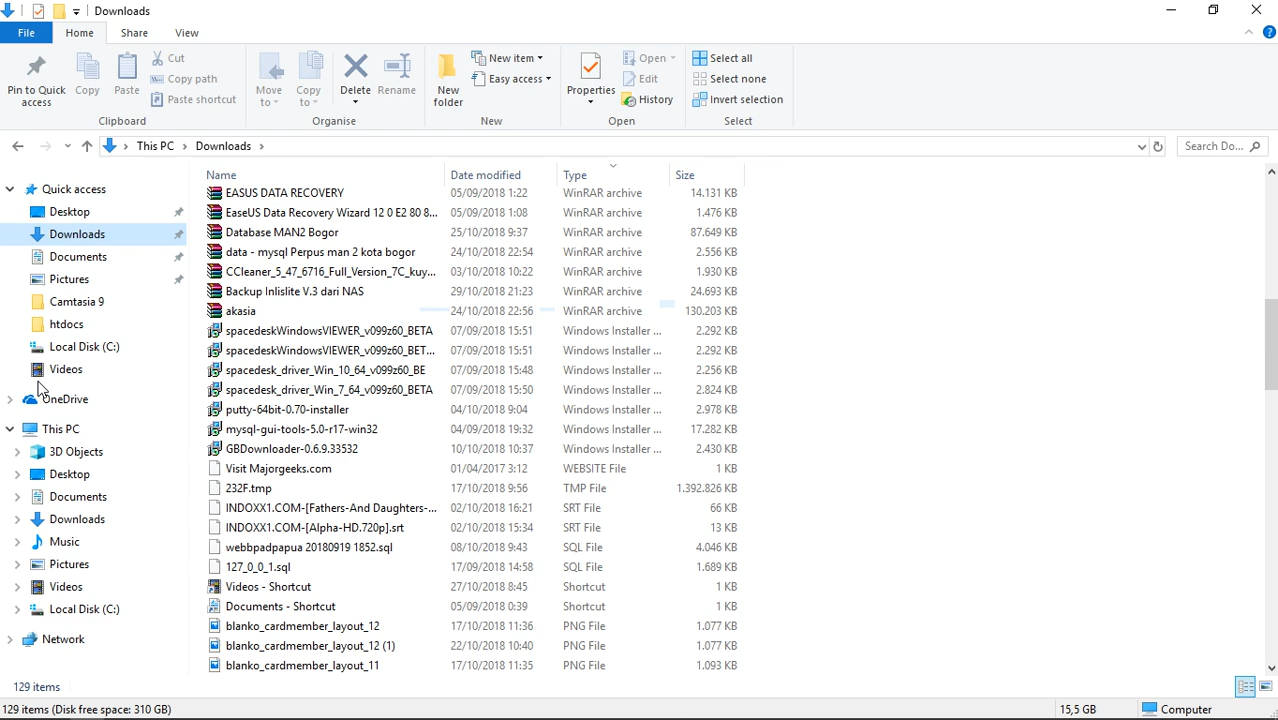 Downloads
File Home Share View
Pin to Quick access
Copy
Paste
Cut
Copy path
Paste shortcut
Clipboard
Move to
Copy to
Delete
Rename
Organise
New folder
New item
Easy access
New
Properties
Open
Edit
History
Open
Select all
Select none
Invert selection
Select
This PC Downloads
Search Do...
Quick access
Desktop
Downloads
Documents
Pictures
Camtasia 9
htdocs
Local Disk (C:)
Videos
OneDrive
This PC
3D Objects
Desktop
Documents
Downloads
Music
Pictures
Videos
Local Disk (C:)
Network
Name Date modified Type Size
EASUS DATA RECOVERY 05/09/2018 1:22 WinRAR archive 14.131 KB
EaseUS Data Recovery Wizard 12 0 E2 80 8... 05/09/2018 1:08 WinRAR archive 1.476 KB
Database MAN2 Bogor 25/10/2018 9:37 WinRAR archive 87.649 KB
data - mysql Perpus man 2 kota bogor 24/10/2018 22:54 WinRAR archive 2.556 KB
CCleaner_5_47_6716_Full_Version_7C_kuy... 03/10/2018 10:22 WinRAR archive 1.930 KB
Backup Inlislite V.3 dari NAS 29/10/2018 21:23 WinRAR archive 24.693 KB
akasia 24/10/2018 22:56 WinRAR archive 130.203 KB
spacedeskWindowsVIEWER_v099z60_BETA 07/09/2018 15:51 Windows Installer ... 2.292 KB
spacedeskWindowsVIEWER_v099z60_BET... 07/09/2018 15:51 Windows Installer ... 2.292 KB
spacedesk_driver_Win_10_64_v099z60_BE 07/09/2018 15:48 Windows Installer ... 2.256 KB
spacedesk_driver_Win_7_64_v099z60_BETA 07/09/2018 15:50 Windows Installer ... 2.824 KB
putty-64bit-0.70-installer 04/10/2018 9:04 Windows Installer ... 2.978 KB
mysql-gui-tools-5.0-r17-win32 04/09/2018 19:32 Windows Installer ... 17.282 KB
GBDownloader-0.6.9.33532 10/10/2018 10:37 Windows Installer ... 2.430 KB
Visit Majorgeeks.com 01/04/2017 3:12 WEBSITE File 1 KB
232F.tmp 17/10/2018 9:56 TMP File 1.392.826 KB
INDOXX1.COM-[Fathers-And Daughters-... 02/10/2018 16:21 SRT File 66 KB
INDOXX1.COM-[Alpha-HD.720p].srt 02/10/2018 15:34 SRT File 13 KB
webbpadpapua 20180919 1852.sql 08/10/2018 9:43 SQL File 4.046 KB
127_0_0_1.sql 17/09/2018 14:58 SQL File 1.689 KB
Videos - Shortcut 27/10/2018 8:45 Shortcut 1 KB
Documents - Shortcut 05/09/2018 0:39 Shortcut 1 KB
blanko_cardmember_layout_12 17/10/2018 11:36 PNG File 1.077 KB
blanko_cardmember_layout_12 (1) 22/10/2018 10:40 PNG File 1.077 KB
blanko_cardmember_layout_11 17/10/2018 11:35 PNG File 1.093 KB
129 items
129 items (Disk free space: 310 GB) 15,5 GB Computer